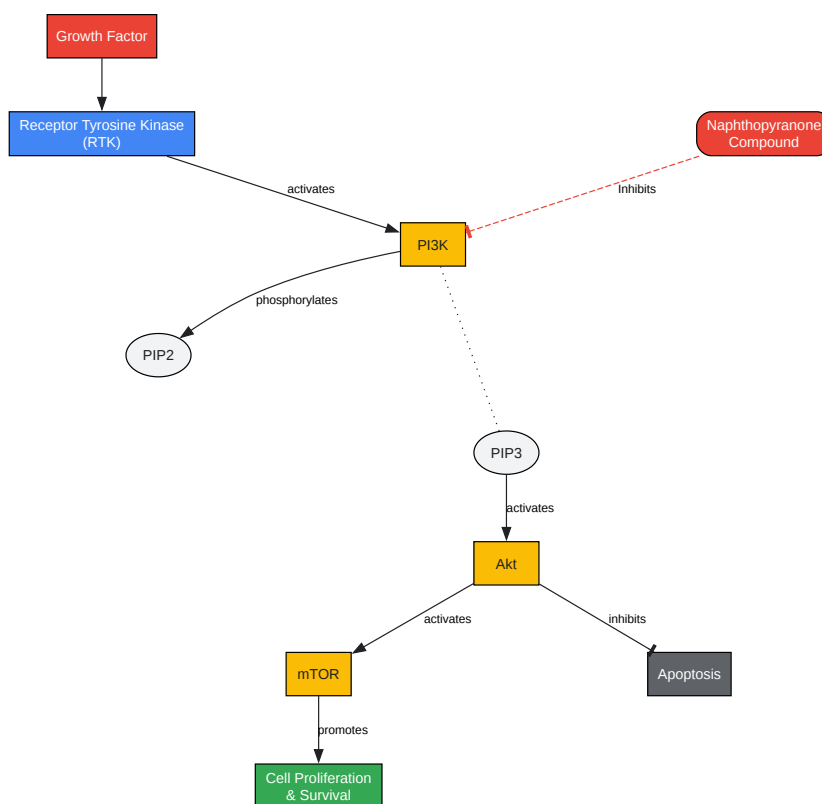 Growth Factor
Receptor Tyrosine Kinase
(RTK)
Naphthopyranone
Compound
activates
Inhibits
PI3K
phosphorylates
PIP2
PIP3
activates
Akt
activates
inhibits
mTOR
Apoptosis
promotes
Cell Proliferation
& Survival